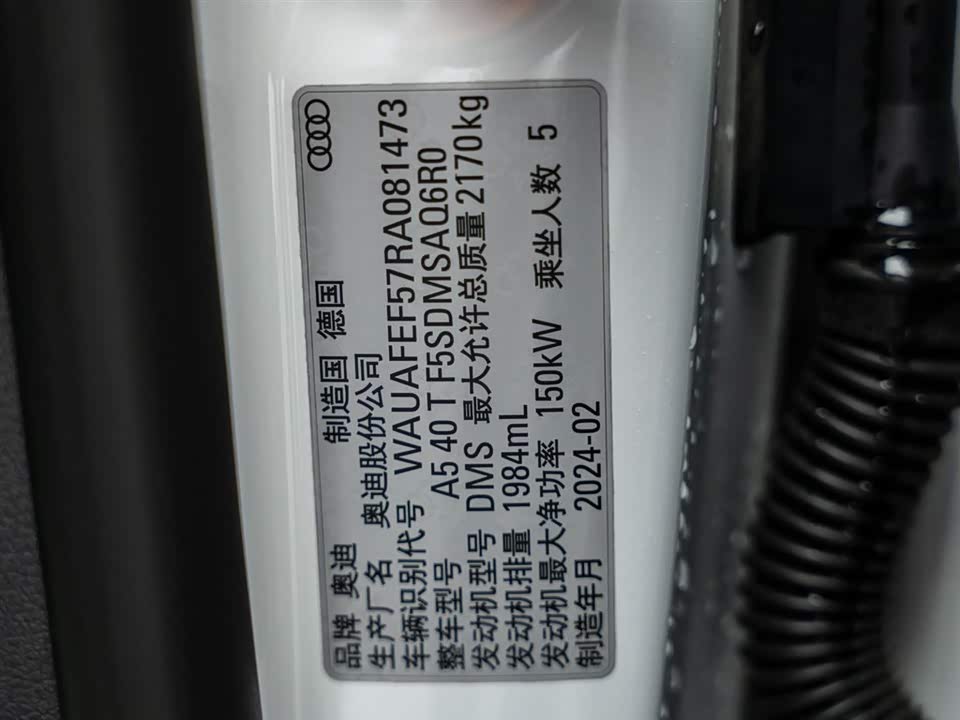 品牌 奥迪 制造国 德国
生产厂名 奥迪股份公司
车辆识别代号 WAUAFEF57RA081473
整车型号 A5 40 T F5SDMSAQ6R0
发动机型号 DMS 最大允许总质量 2170kg
发动机排量 1984mL
发动机最大净功率 150kW 乘坐人数 5
制造年月 2024-02